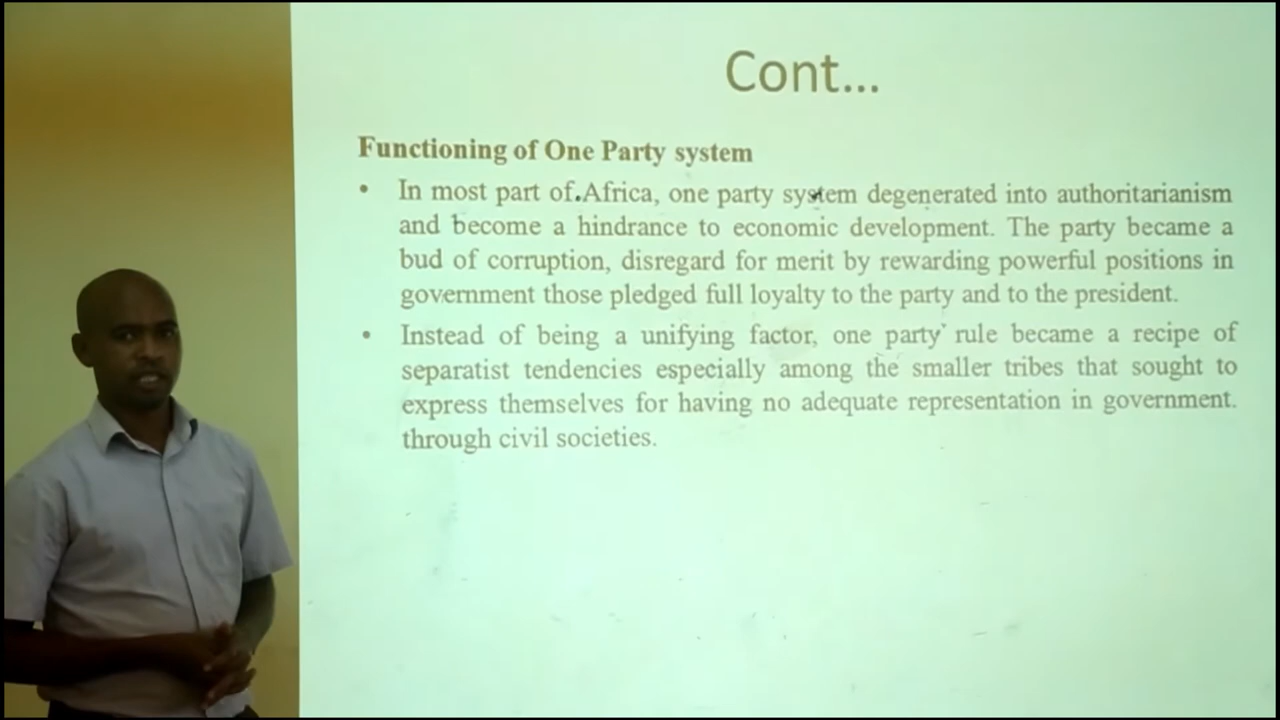 Cont...
Functioning of One Party system
• In most part of Africa, one party system degenerated into authoritarianism
and become a hindrance to economic development. The party became a
bud of corruption, disregard for merit by rewarding powerful positions in
government those pledged full loyalty to the party and to the president.
• Instead of being a unifying factor, one party rule became a recipe of
separatist tendencies especially among the smaller tribes that sought to
express themselves for having no adequate representation in government.
through civil societies.